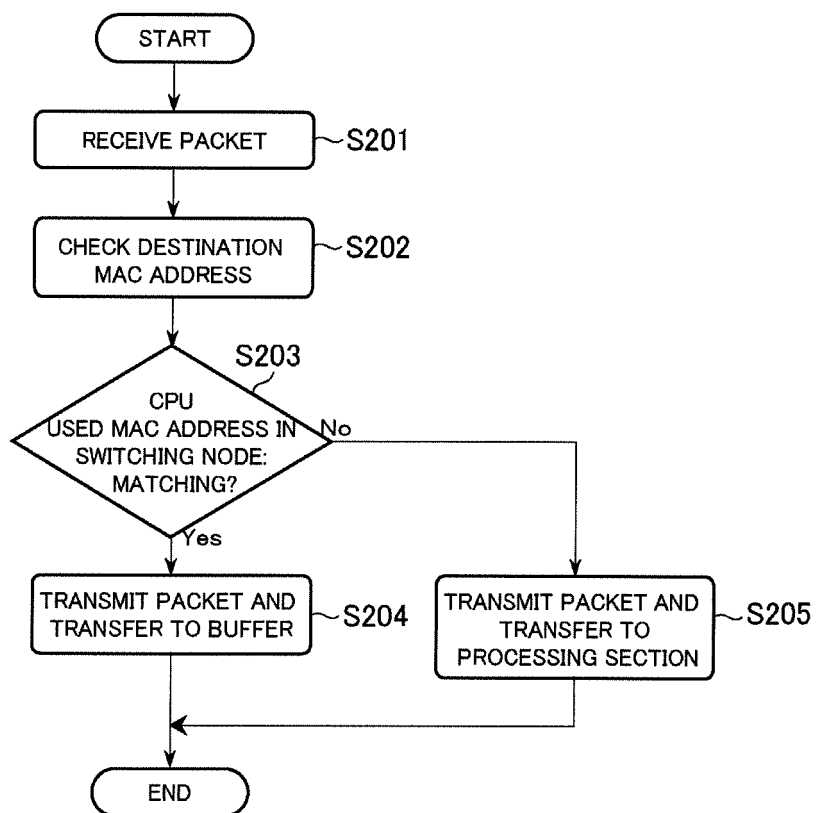 START
RECEIVE PACKET
S201
CHECK DESTINATION
MAC ADDRESS
S202
S203
CPU
USED MAC ADDRESS IN
SWITCHING NODE:
MATCHING?
No
Yes
TRANSMIT PACKET AND
TRANSFER TO BUFFER
S204
TRANSMIT PACKET AND
TRANSFER TO
PROCESSING SECTION
S205
END